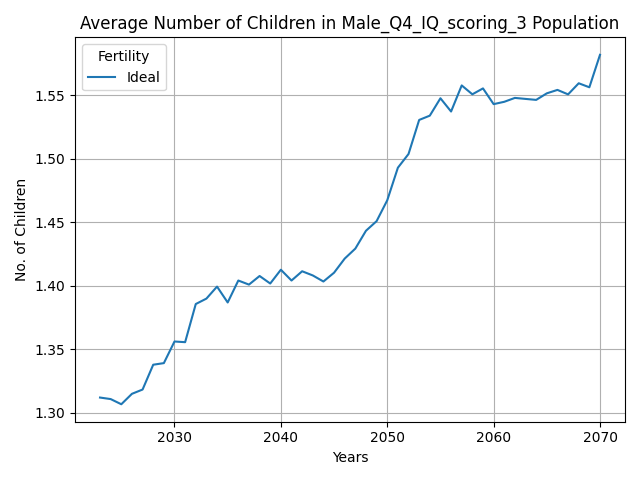 Average Number of Children in Male_Q4_IQ_scoring_3 Population
Fertility
Ideal
No. of Children
1.55
1.50
1.45
1.40
1.35
1.30
2030 2040 2050 2060 2070
Years